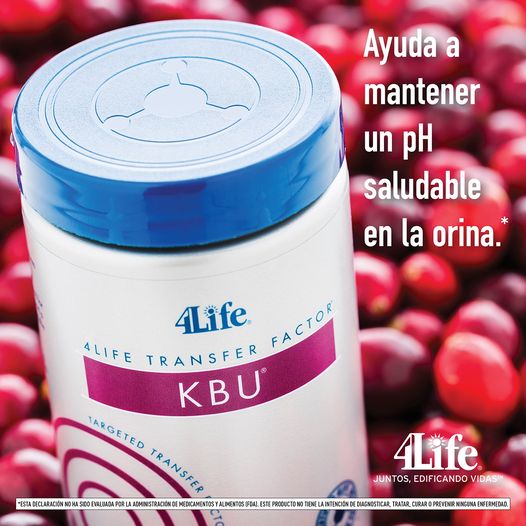 Ayuda a
mantener
un pH
saludable
en la orina.*
4Life®
4LIFE TRANSFER FACTOR®
KBU®
TARGETED TRANSFER FACTOR
4Life®
JUNTOS, EDIFICANDO VIDAS™
*ESTA DECLARACIÓN NO HA SIDO EVALUADA POR LA ADMINISTRACIÓN DE MEDICAMENTOS Y ALIMENTOS (FDA). ESTE PRODUCTO NO TIENE LA INTENCIÓN DE DIAGNOSTICAR, TRATAR, CURAR O PREVENIR NINGUNA ENFERMEDAD.